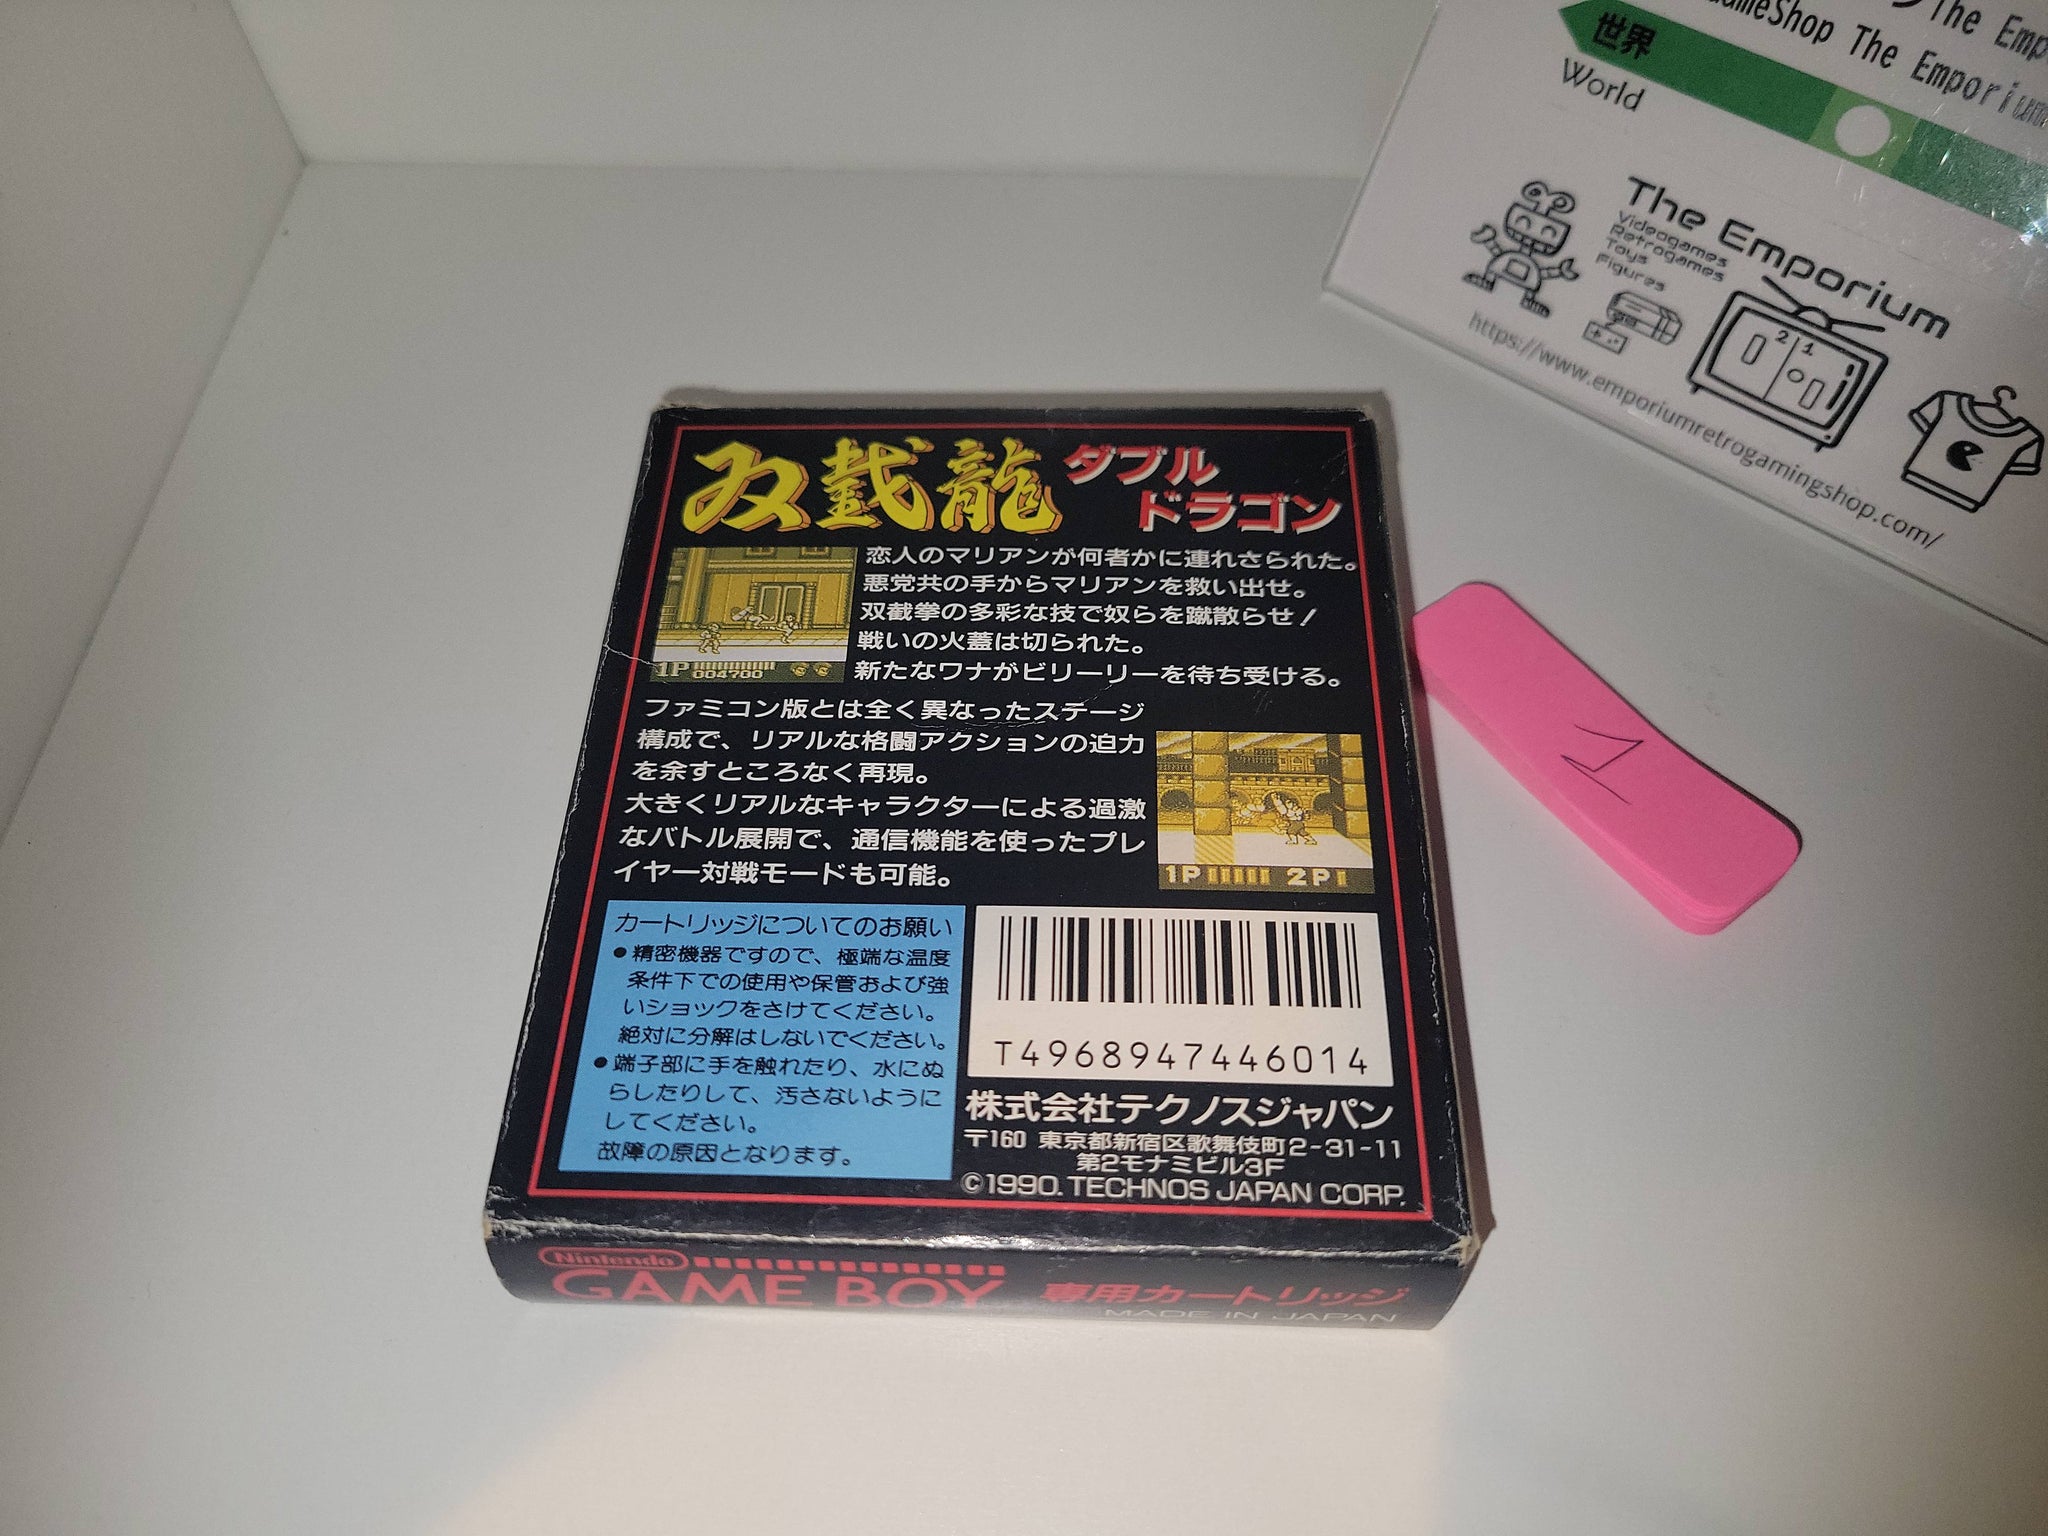 The Emp
GameShop The Emporium
世界
World
The Emporium
Videogames
Retrogames
Toys
Figures
2 1
https://www.emporiumretrogamingshop.com/
双截龍 ダブル
ドラゴン
恋人のマリアンが何者かに連れさられた。
悪党共の手からマリアンを救い出せ。
双截拳の多彩な技で奴らを蹴散らせ!
戦いの火蓋は切られた。
新たなワナがビリーリーを待ち受ける。
1P 004700
ファミコン版とは全く異なったステージ
構成で、リアルな格闘アクションの迫力
を余すところなく再現。
大きくリアルなキャラクターによる過激
なバトル展開で、通信機能を使ったプレ
イヤー対戦モードも可能。
1P 2P
カートリッジについてのお願い
●精密機器ですので、極端な温度
条件下での使用や保管および強
いショックをさけてください。
絶対に分解はしないでください。
●端子部に手を触れたり、水にぬ
らしたりして、汚さないように
してください。
故障の原因となります。
T4968947446014
株式会社テクノスジャパン
〒160 東京都新宿区歌舞伎町2-31-11
第2モナミビル3F
©1990. TECHNOS JAPAN CORP.
Nintendo
GAME BOY 専用カートリッジ
MADE IN JAPAN
1